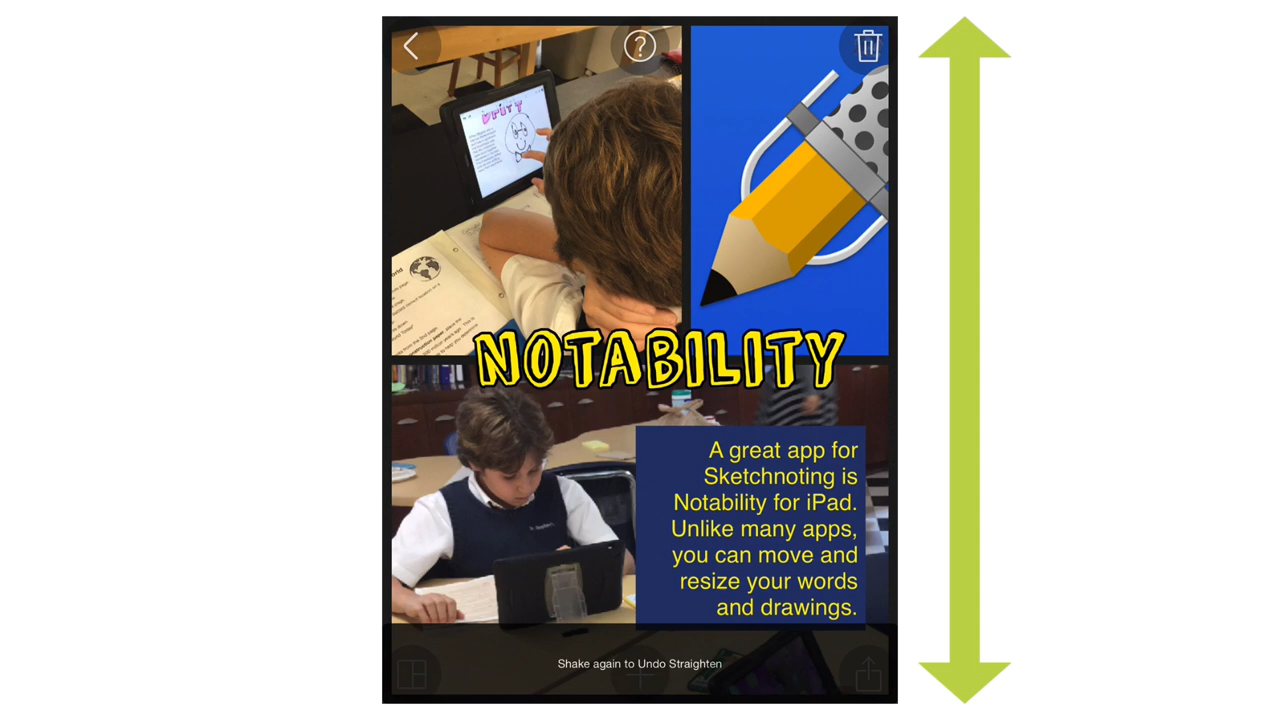 ?
NOTABILITY
A great app for
Sketchnoting is
Notability for iPad.
Unlike many apps,
you can move and
resize your words
and drawings.
Shake again to Undo Straighten